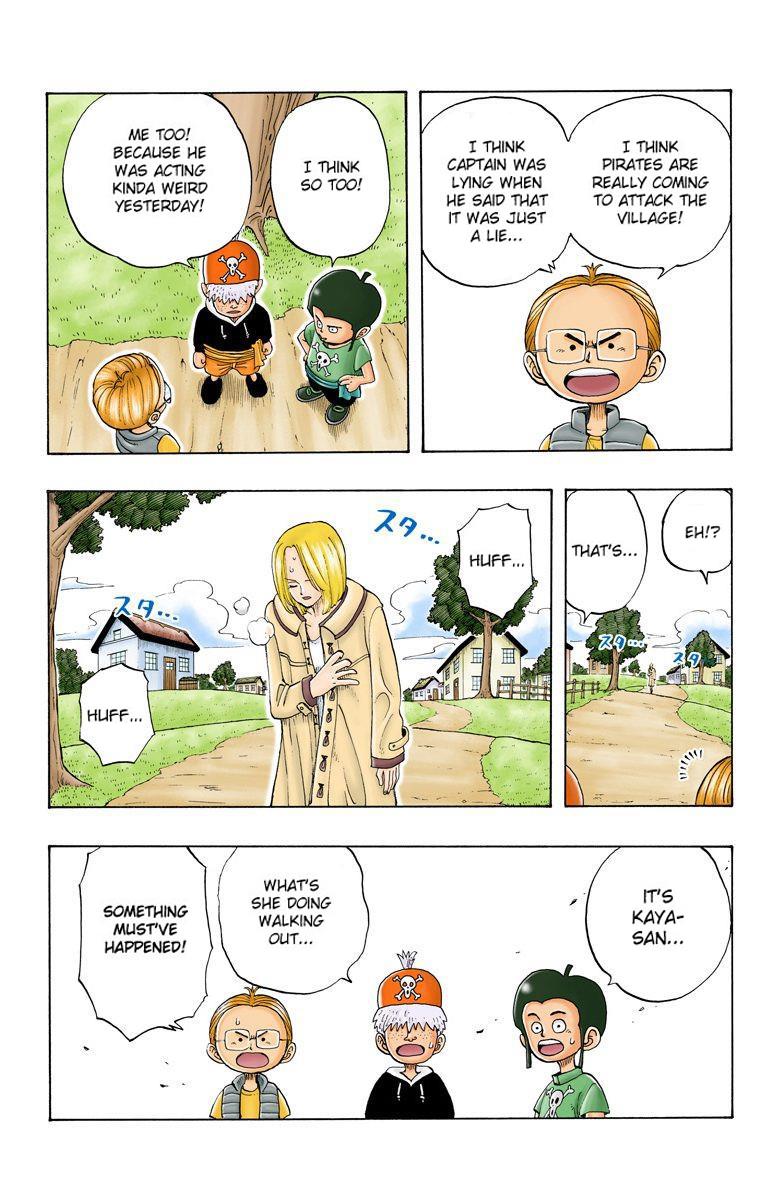 I THINK
PIRATES ARE
REALLY COMING
TO ATTACK THE
VILLAGE!
I THINK
CAPTAIN WAS
LYING WHEN
HE SAID THAT
IT WAS JUST
A LIE...
I THINK
SO TOO!
ME TOO!
BECAUSE HE
WAS ACTING
KINDA WEIRD
YESTERDAY!
EH!?
THAT'S...
スタ...
スタ...
HUFF...
スタ...
スタ...
HUFF...
IT'S
KAYA-
SAN...
WHAT'S
SHE DOING
WALKING
OUT...
SOMETHING
MUST'VE
HAPPENED!